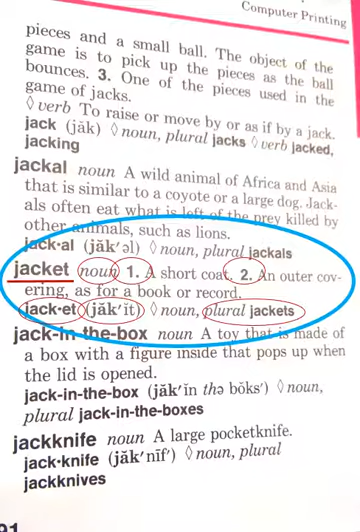 Computer Printing
pieces and a small ball. The object of the
game is to pick up the pieces as the ball
bounces. 3. One of the pieces used in the
game of jacks.
◊ verb To raise or move by or as if by a jack.
jack (jăk) ◊ noun, plural jacks ◊ verb jacked,
jacking
jackal noun A wild animal of Africa and Asia
that is similar to a coyote or a large dog. Jack-
als often eat what is left of the prey killed by
other animals, such as lions.
jack·al (jăk′əl) ◊ noun, plural jackals
jacket noun 1. A short coat. 2. An outer cov-
ering, as for a book or record.
jack·et (jăk′ĭt) ◊ noun, plural jackets
jack-in-the-box noun A toy that is made of
a box with a figure inside that pops up when
the lid is opened.
jack-in-the-box (jăk′ĭn thə bŏks′) ◊ noun,
plural jack-in-the-boxes
jackknife noun A large pocketknife.
jack·knife (jăk′nīf′) ◊ noun, plural
jackknives